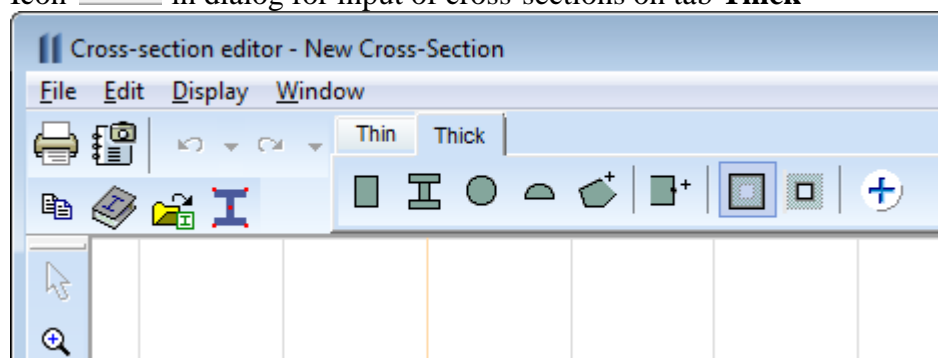 icon in dialog for input of cross-sections on tab Thick
Cross-section editor - New Cross-Section
File Edit Display Window
Thin Thick